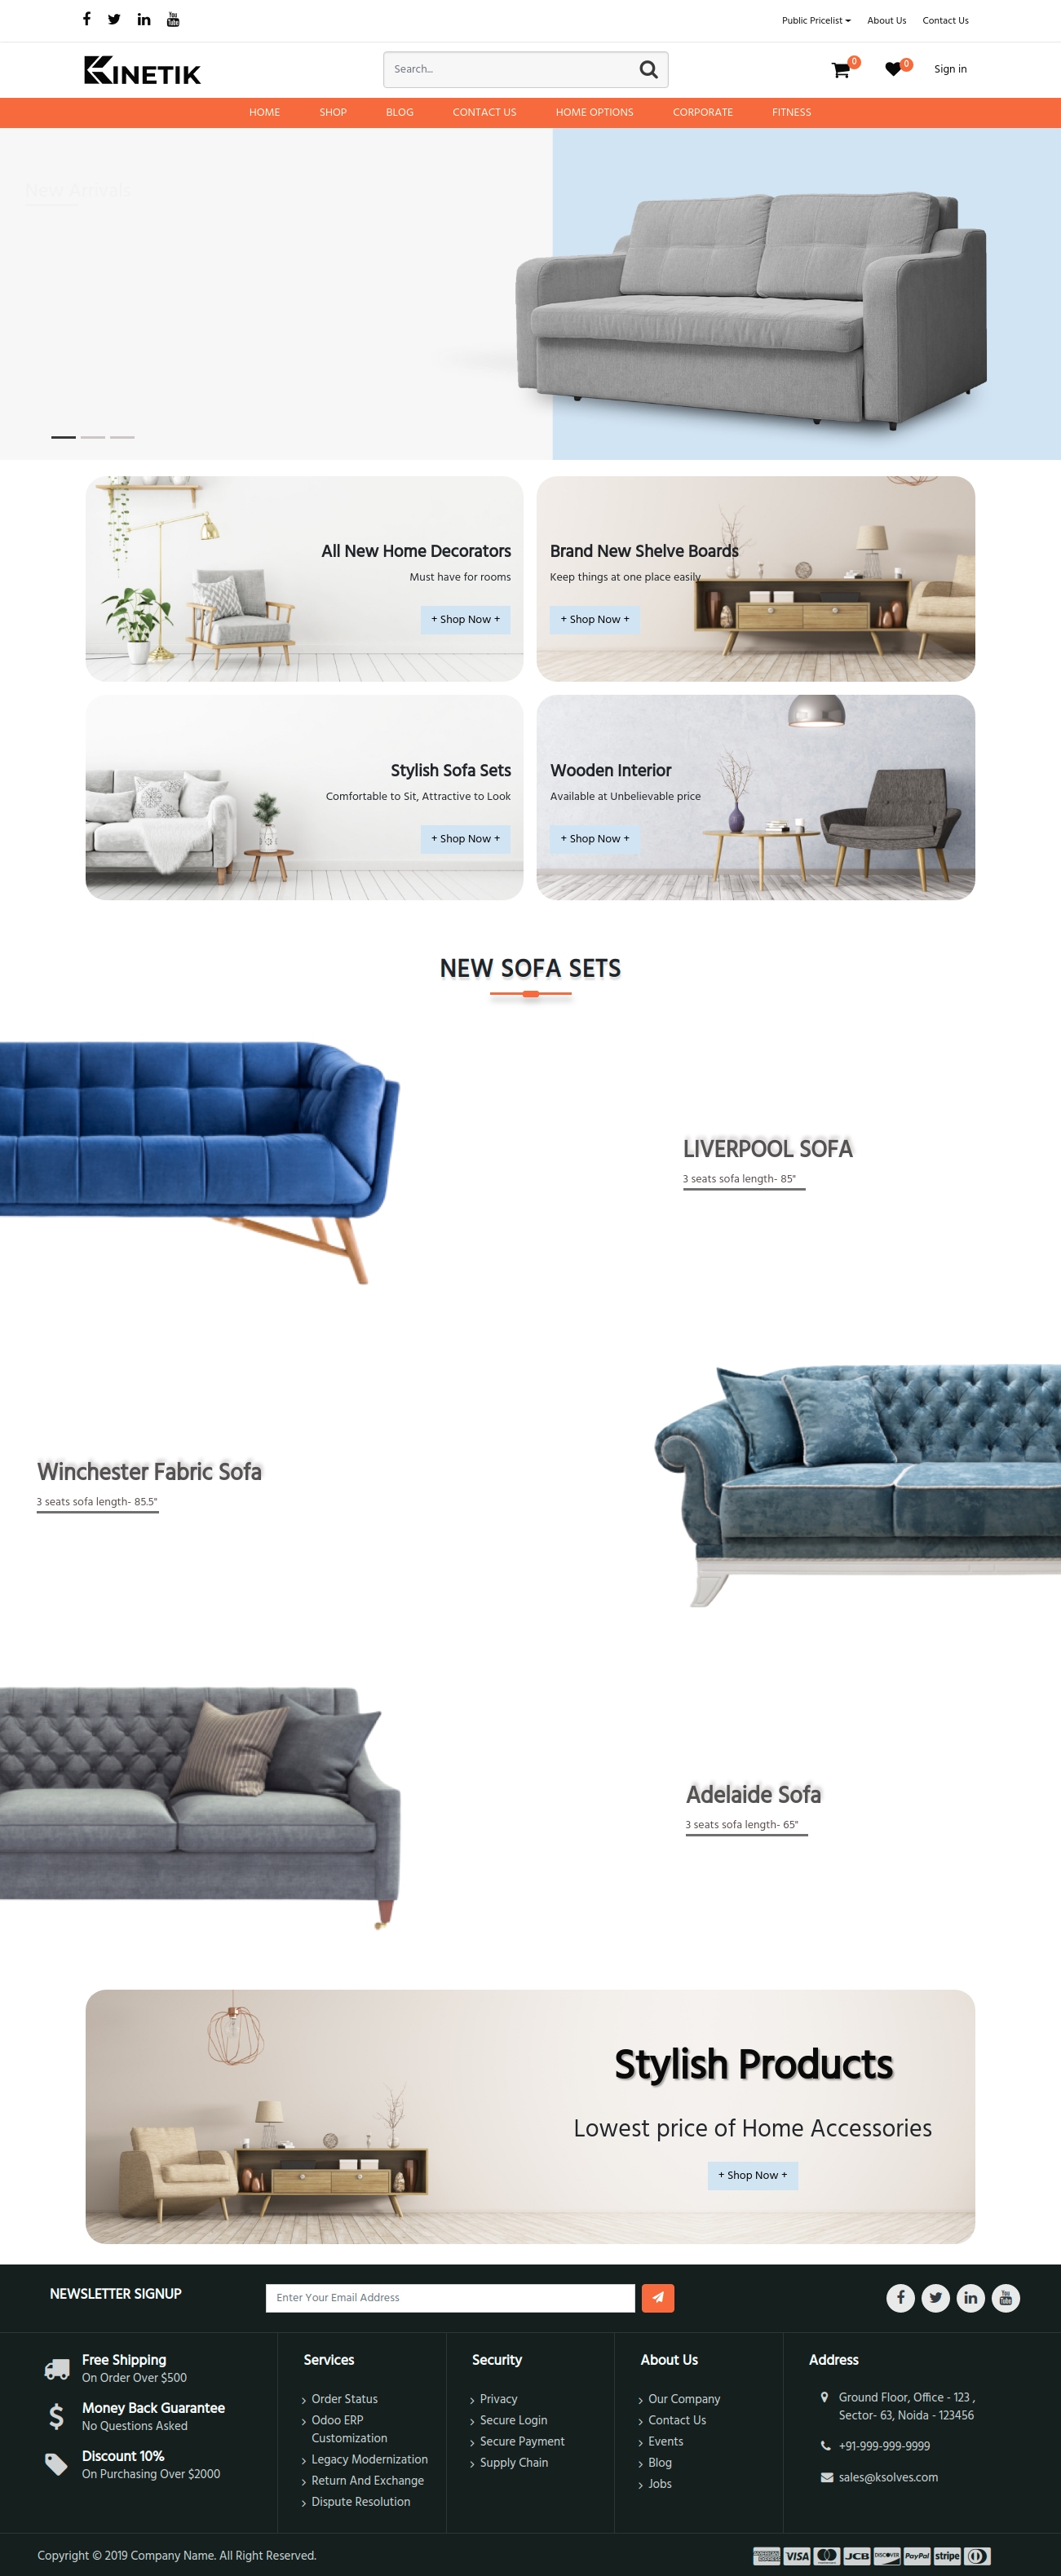 Public Pricelist
About Us
Contact Us
KINETIK
Search...
0
0
Sign in
HOME
SHOP
BLOG
CONTACT US
HOME OPTIONS
CORPORATE
FITNESS
New Arrivals
All New Home Decorators
Must have for rooms
+ Shop Now +
Brand New Shelve Boards
Keep things at one place easily
+ Shop Now +
Stylish Sofa Sets
Comfortable to Sit, Attractive to Look
+ Shop Now +
Wooden Interior
Available at Unbelievable price
+ Shop Now +
NEW SOFA SETS
LIVERPOOL SOFA
3 seats sofa length- 85"
Winchester Fabric Sofa
3 seats sofa length- 85.5"
Adelaide Sofa
3 seats sofa length- 65"
Stylish Products
Lowest price of Home Accessories
+ Shop Now +
NEWSLETTER SIGNUP
Enter Your Email Address
Free Shipping
On Order Over $500
Money Back Guarantee
No Questions Asked
Discount 10%
On Purchasing Over $2000
Services
Order Status
Odoo ERP
Customization
Legacy Modernization
Return And Exchange
Dispute Resolution
Security
Privacy
Secure Login
Secure Payment
Supply Chain
About Us
Our Company
Contact Us
Events
Blog
Jobs
Address
Ground Floor, Office - 123 ,
Sector- 63, Noida - 123456
+91-999-999-9999
sales@ksolves.com
Copyright © 2019 Company Name. All Right Reserved.
AMERICAN EXPRESS
VISA
JCB
DISCOVER
PayPal
stripe